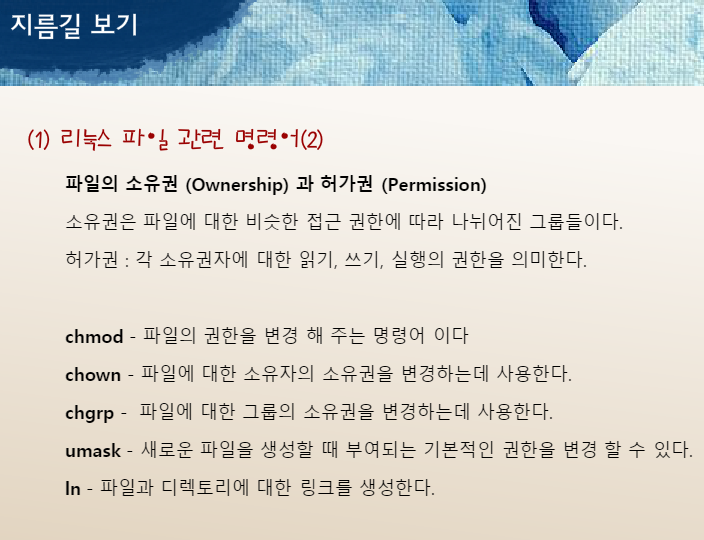 지름길 보기
(1) 리눅스 파일 관련 명령어(2)
파일의 소유권 (Ownership) 과 허가권 (Permission)
소유권은 파일에 대한 비슷한 접근 권한에 따라 나뉘어진 그룹들이다.
허가권 : 각 소유권자에 대한 읽기, 쓰기, 실행의 권한을 의미한다.
chmod - 파일의 권한을 변경 해 주는 명령어 이다
chown - 파일에 대한 소유자의 소유권을 변경하는데 사용한다.
chgrp - 파일에 대한 그룹의 소유권을 변경하는데 사용한다.
umask - 새로운 파일을 생성할 때 부여되는 기본적인 권한을 변경 할 수 있다.
ln - 파일과 디렉토리에 대한 링크를 생성한다.